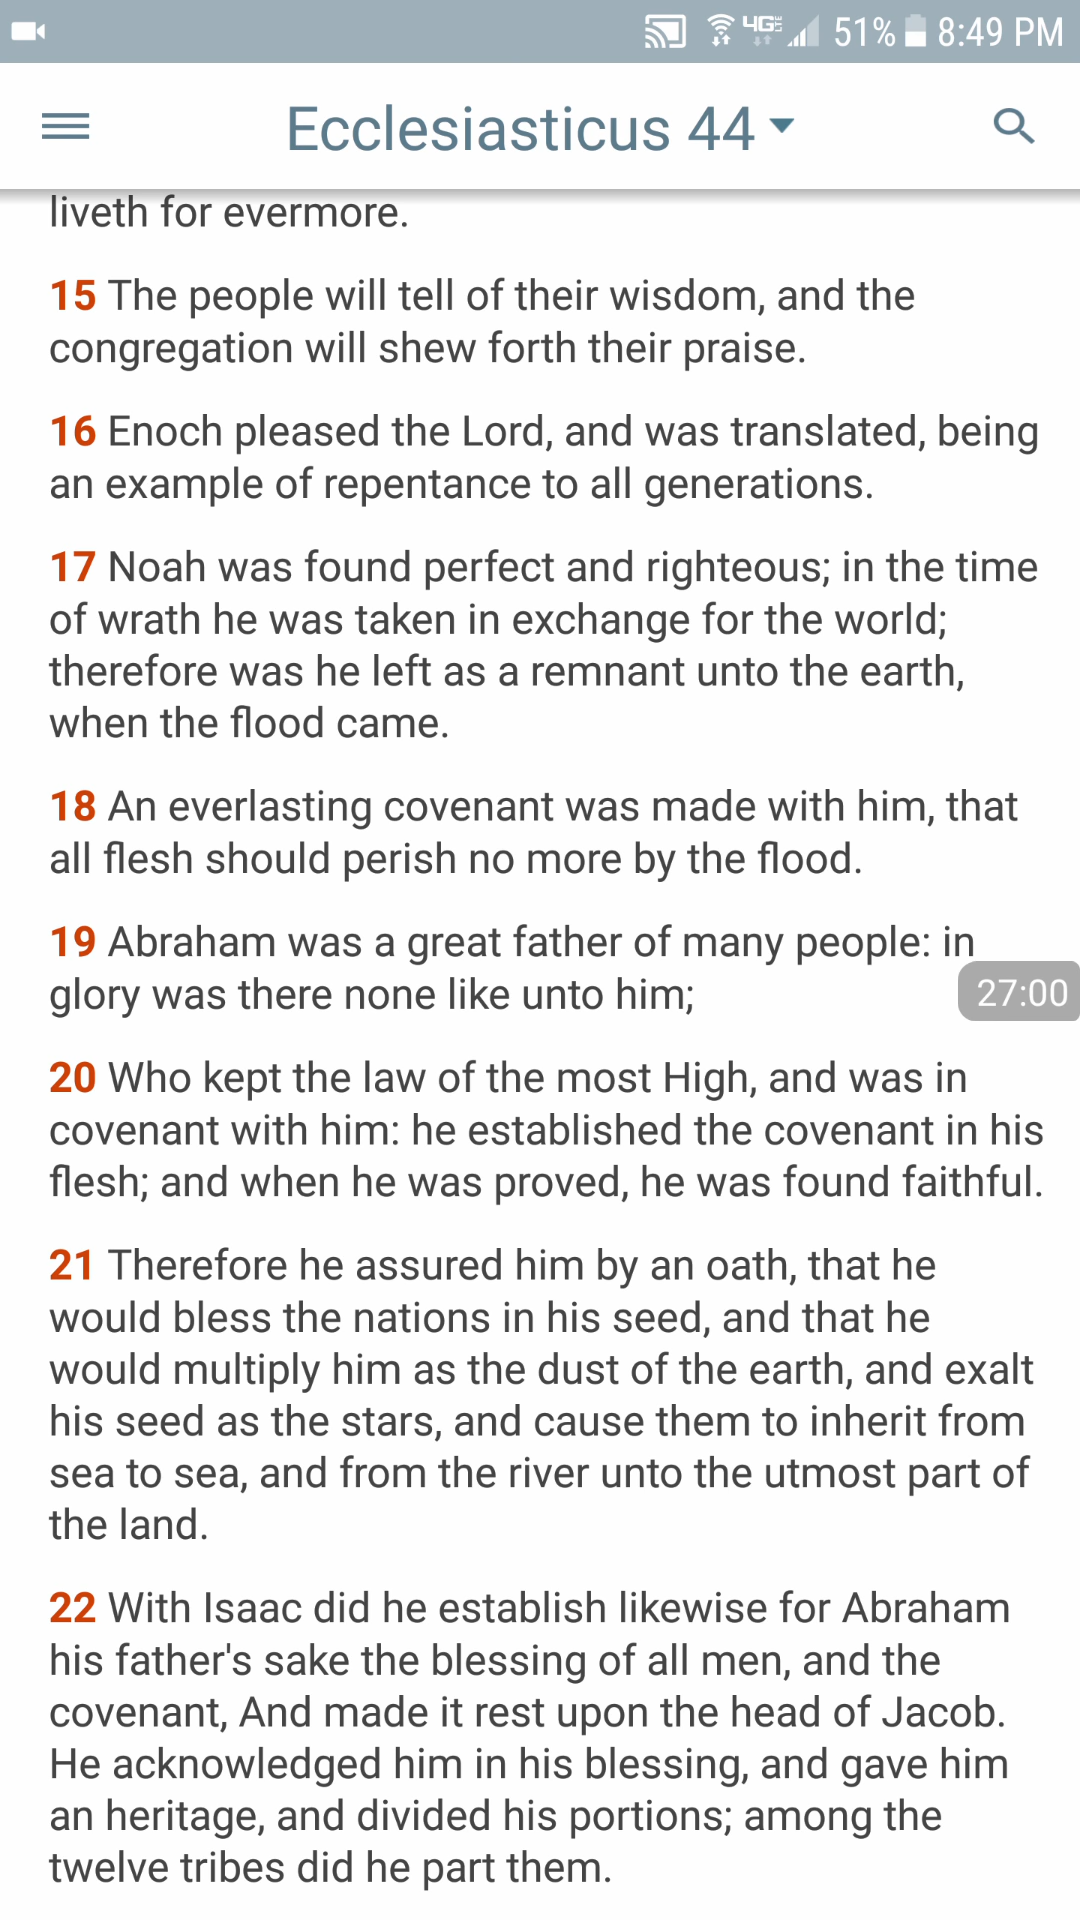 4G LTE 51% 8:49 PM
Ecclesiasticus 44
liveth for evermore.
15 The people will tell of their wisdom, and the
congregation will shew forth their praise.
16 Enoch pleased the Lord, and was translated, being
an example of repentance to all generations.
17 Noah was found perfect and righteous; in the time
of wrath he was taken in exchange for the world;
therefore was he left as a remnant unto the earth,
when the flood came.
18 An everlasting covenant was made with him, that
all flesh should perish no more by the flood.
19 Abraham was a great father of many people: in
glory was there none like unto him;
27:00
20 Who kept the law of the most High, and was in
covenant with him: he established the covenant in his
flesh; and when he was proved, he was found faithful.
21 Therefore he assured him by an oath, that he
would bless the nations in his seed, and that he
would multiply him as the dust of the earth, and exalt
his seed as the stars, and cause them to inherit from
sea to sea, and from the river unto the utmost part of
the land.
22 With Isaac did he establish likewise for Abraham
his father's sake the blessing of all men, and the
covenant, And made it rest upon the head of Jacob.
He acknowledged him in his blessing, and gave him
an heritage, and divided his portions; among the
twelve tribes did he part them.